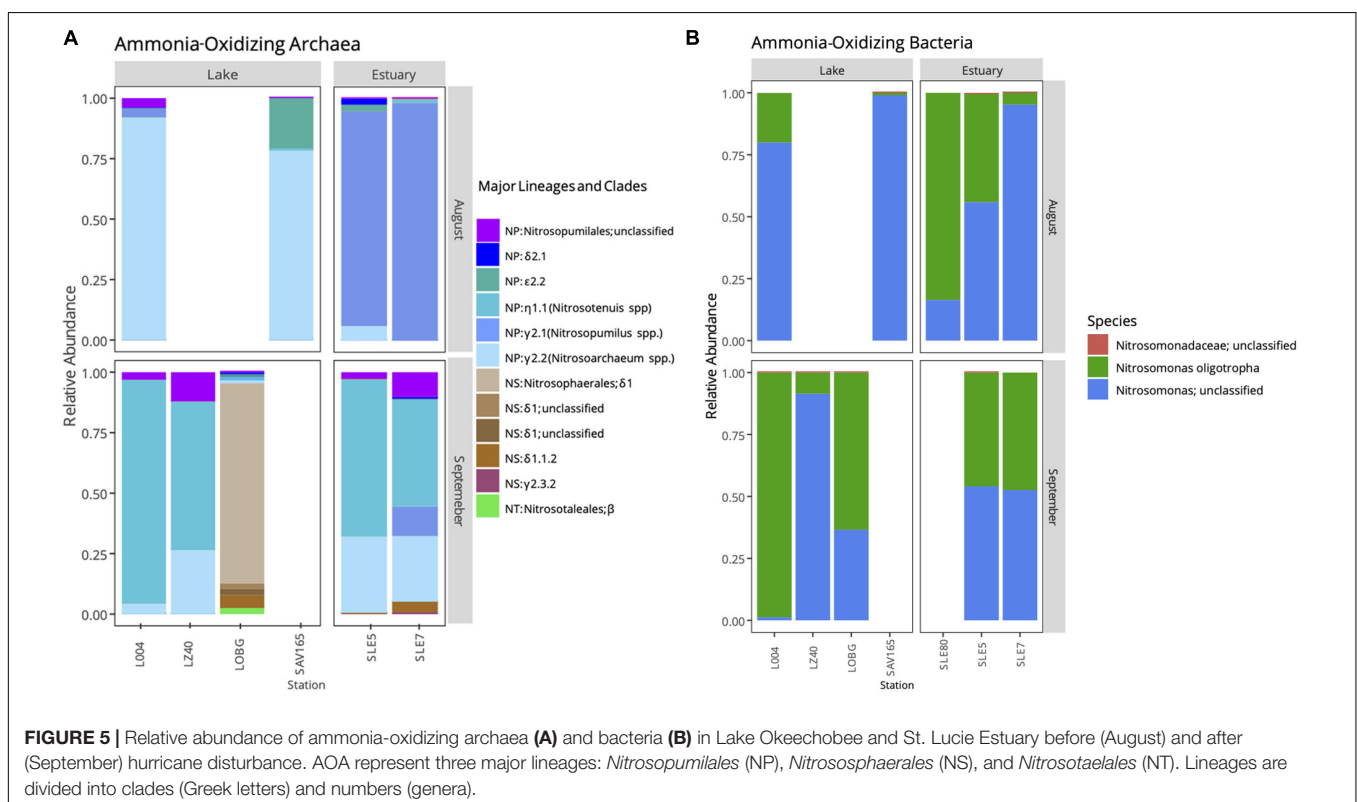 A
Ammonia-Oxidizing Archaea
Lake
Estuary
1.00
0.75
0.50
0.25
0.00
August
1.00
0.75
0.50
0.25
0.00
Septemeber
Relative Abundance
L004
LZ40
LOBG
SAV165
SLE5
SLE7
Station
Major Lineages and Clades
NP:Nitrosopumilales;unclassified
NP:δ2.1
NP:ε2.2
NP:η1.1(Nitrosotenuis spp)
NP:γ2.1(Nitrosopumilus spp.)
NP:γ2.2(Nitrosoarchaeum spp.)
NS:Nitrosphaerales;δ1
NS:δ1;unclassified
NS:δ1;unclassified
NS:δ1.1.2
NS:γ2.3.2
NT:Nitrosotaleales;β
B
Ammonia-Oxidizing Bacteria
Lake
Estuary
1.00
0.75
0.50
0.25
0.00
August
1.00
0.75
0.50
0.25
0.00
September
Relative Abundance
L004
LZ40
LOBG
SAV165
SLE80
SLE5
SLE7
Station
Species
Nitrosomonadaceae; unclassified
Nitrosomonas oligotropha
Nitrosomonas; unclassified
FIGURE 5 | Relative abundance of ammonia-oxidizing archaea (A) and bacteria (B) in Lake Okeechobee and St. Lucie Estuary before (August) and after
(September) hurricane disturbance. AOA represent three major lineages: Nitrosopumilales (NP), Nitrososphaerales (NS), and Nitrosotaelales (NT). Lineages are
divided into clades (Greek letters) and numbers (genera).